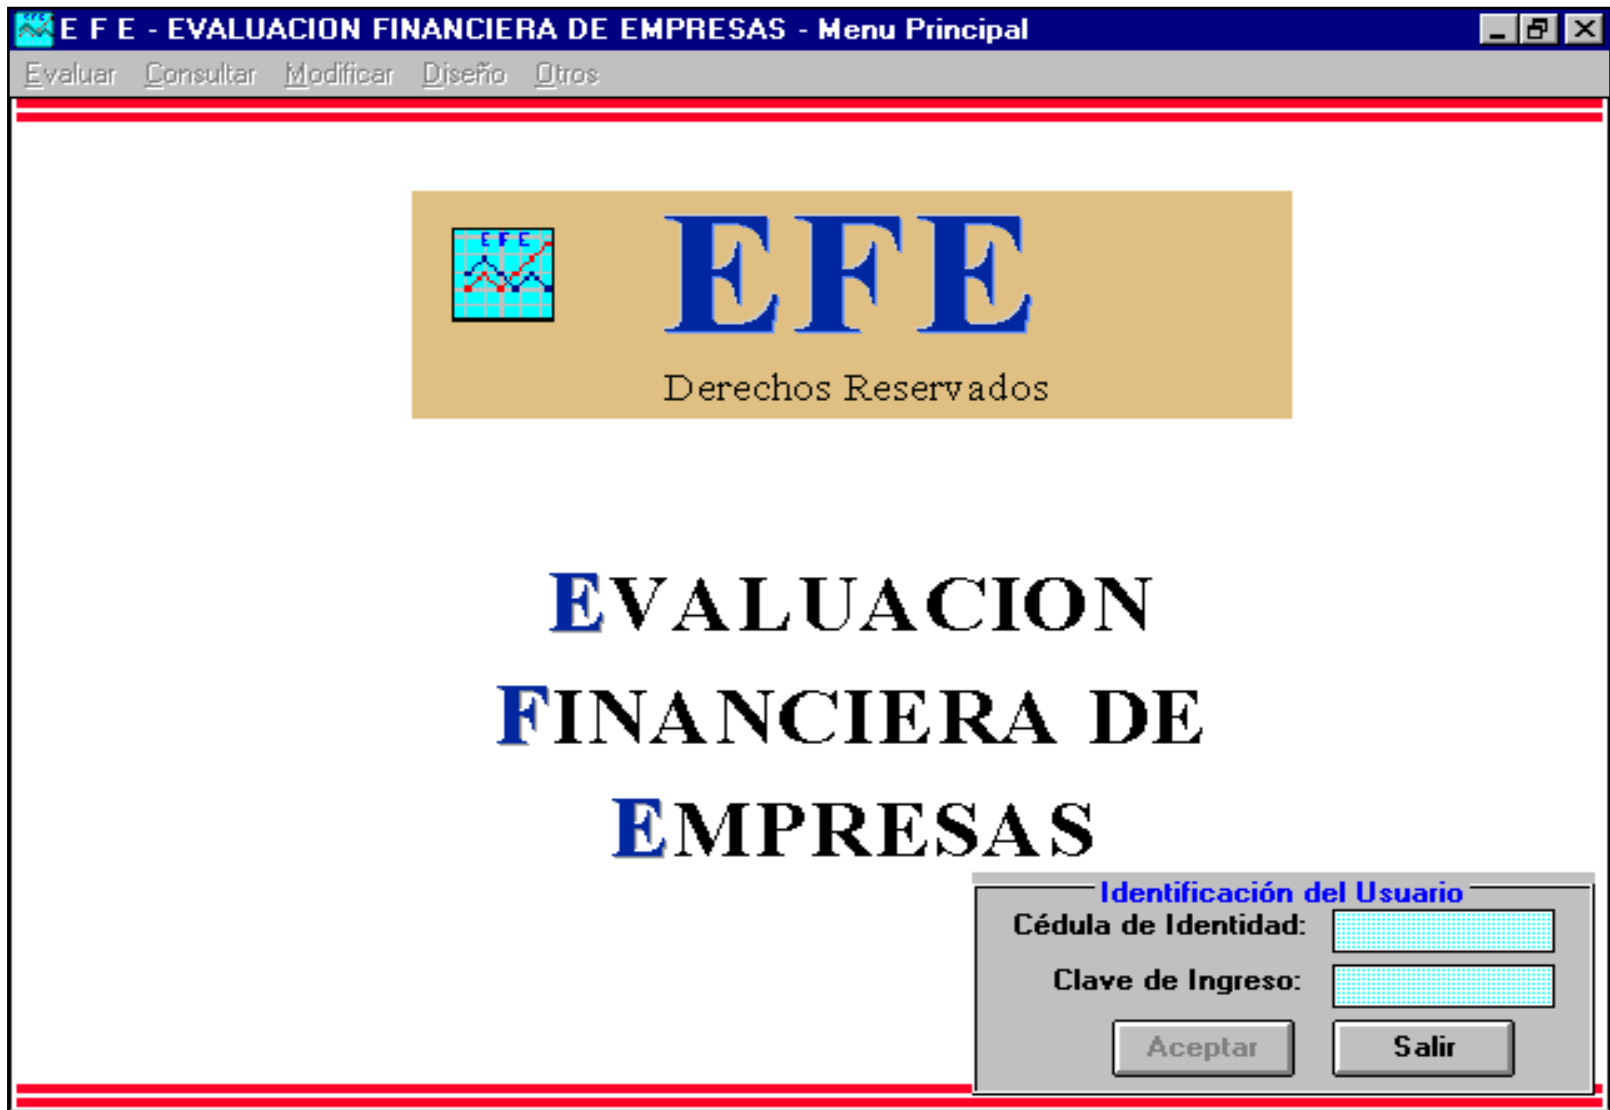 E F E - EVALUACION FINANCIERA DE EMPRESAS - Menu Principal
Evaluar Consultar Modificar Diseño Otros
E F E
EFE
Derechos Reservados
EVALUACION
FINANCIERA DE
EMPRESAS
Identificación del Usuario
Cédula de Identidad:
Clave de Ingreso:
Aceptar Salir